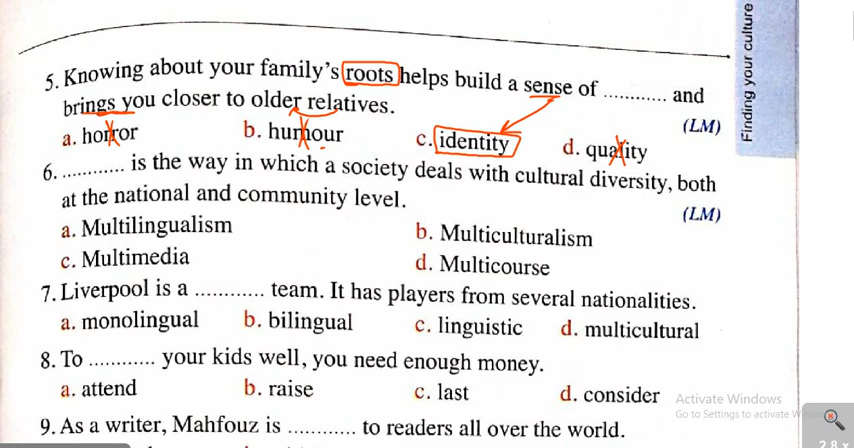 Finding your culture
5. Knowing about your family's roots helps build a sense of ............ and
brings you closer to older relatives.
(LM)
a. horror b. humour c. identity d. quality
6. ............ is the way in which a society deals with cultural diversity, both
at the national and community level.
(LM)
a. Multilingualism b. Multiculturalism
c. Multimedia d. Multicourse
7. Liverpool is a ............ team. It has players from several nationalities.
a. monolingual b. bilingual c. linguistic d. multicultural
8. To ............ your kids well, you need enough money.
a. attend b. raise c. last d. consider
Activate Windows
Go to Settings to activate W
9. As a writer, Mahfouz is ............ to readers all over the world.
2.8 x